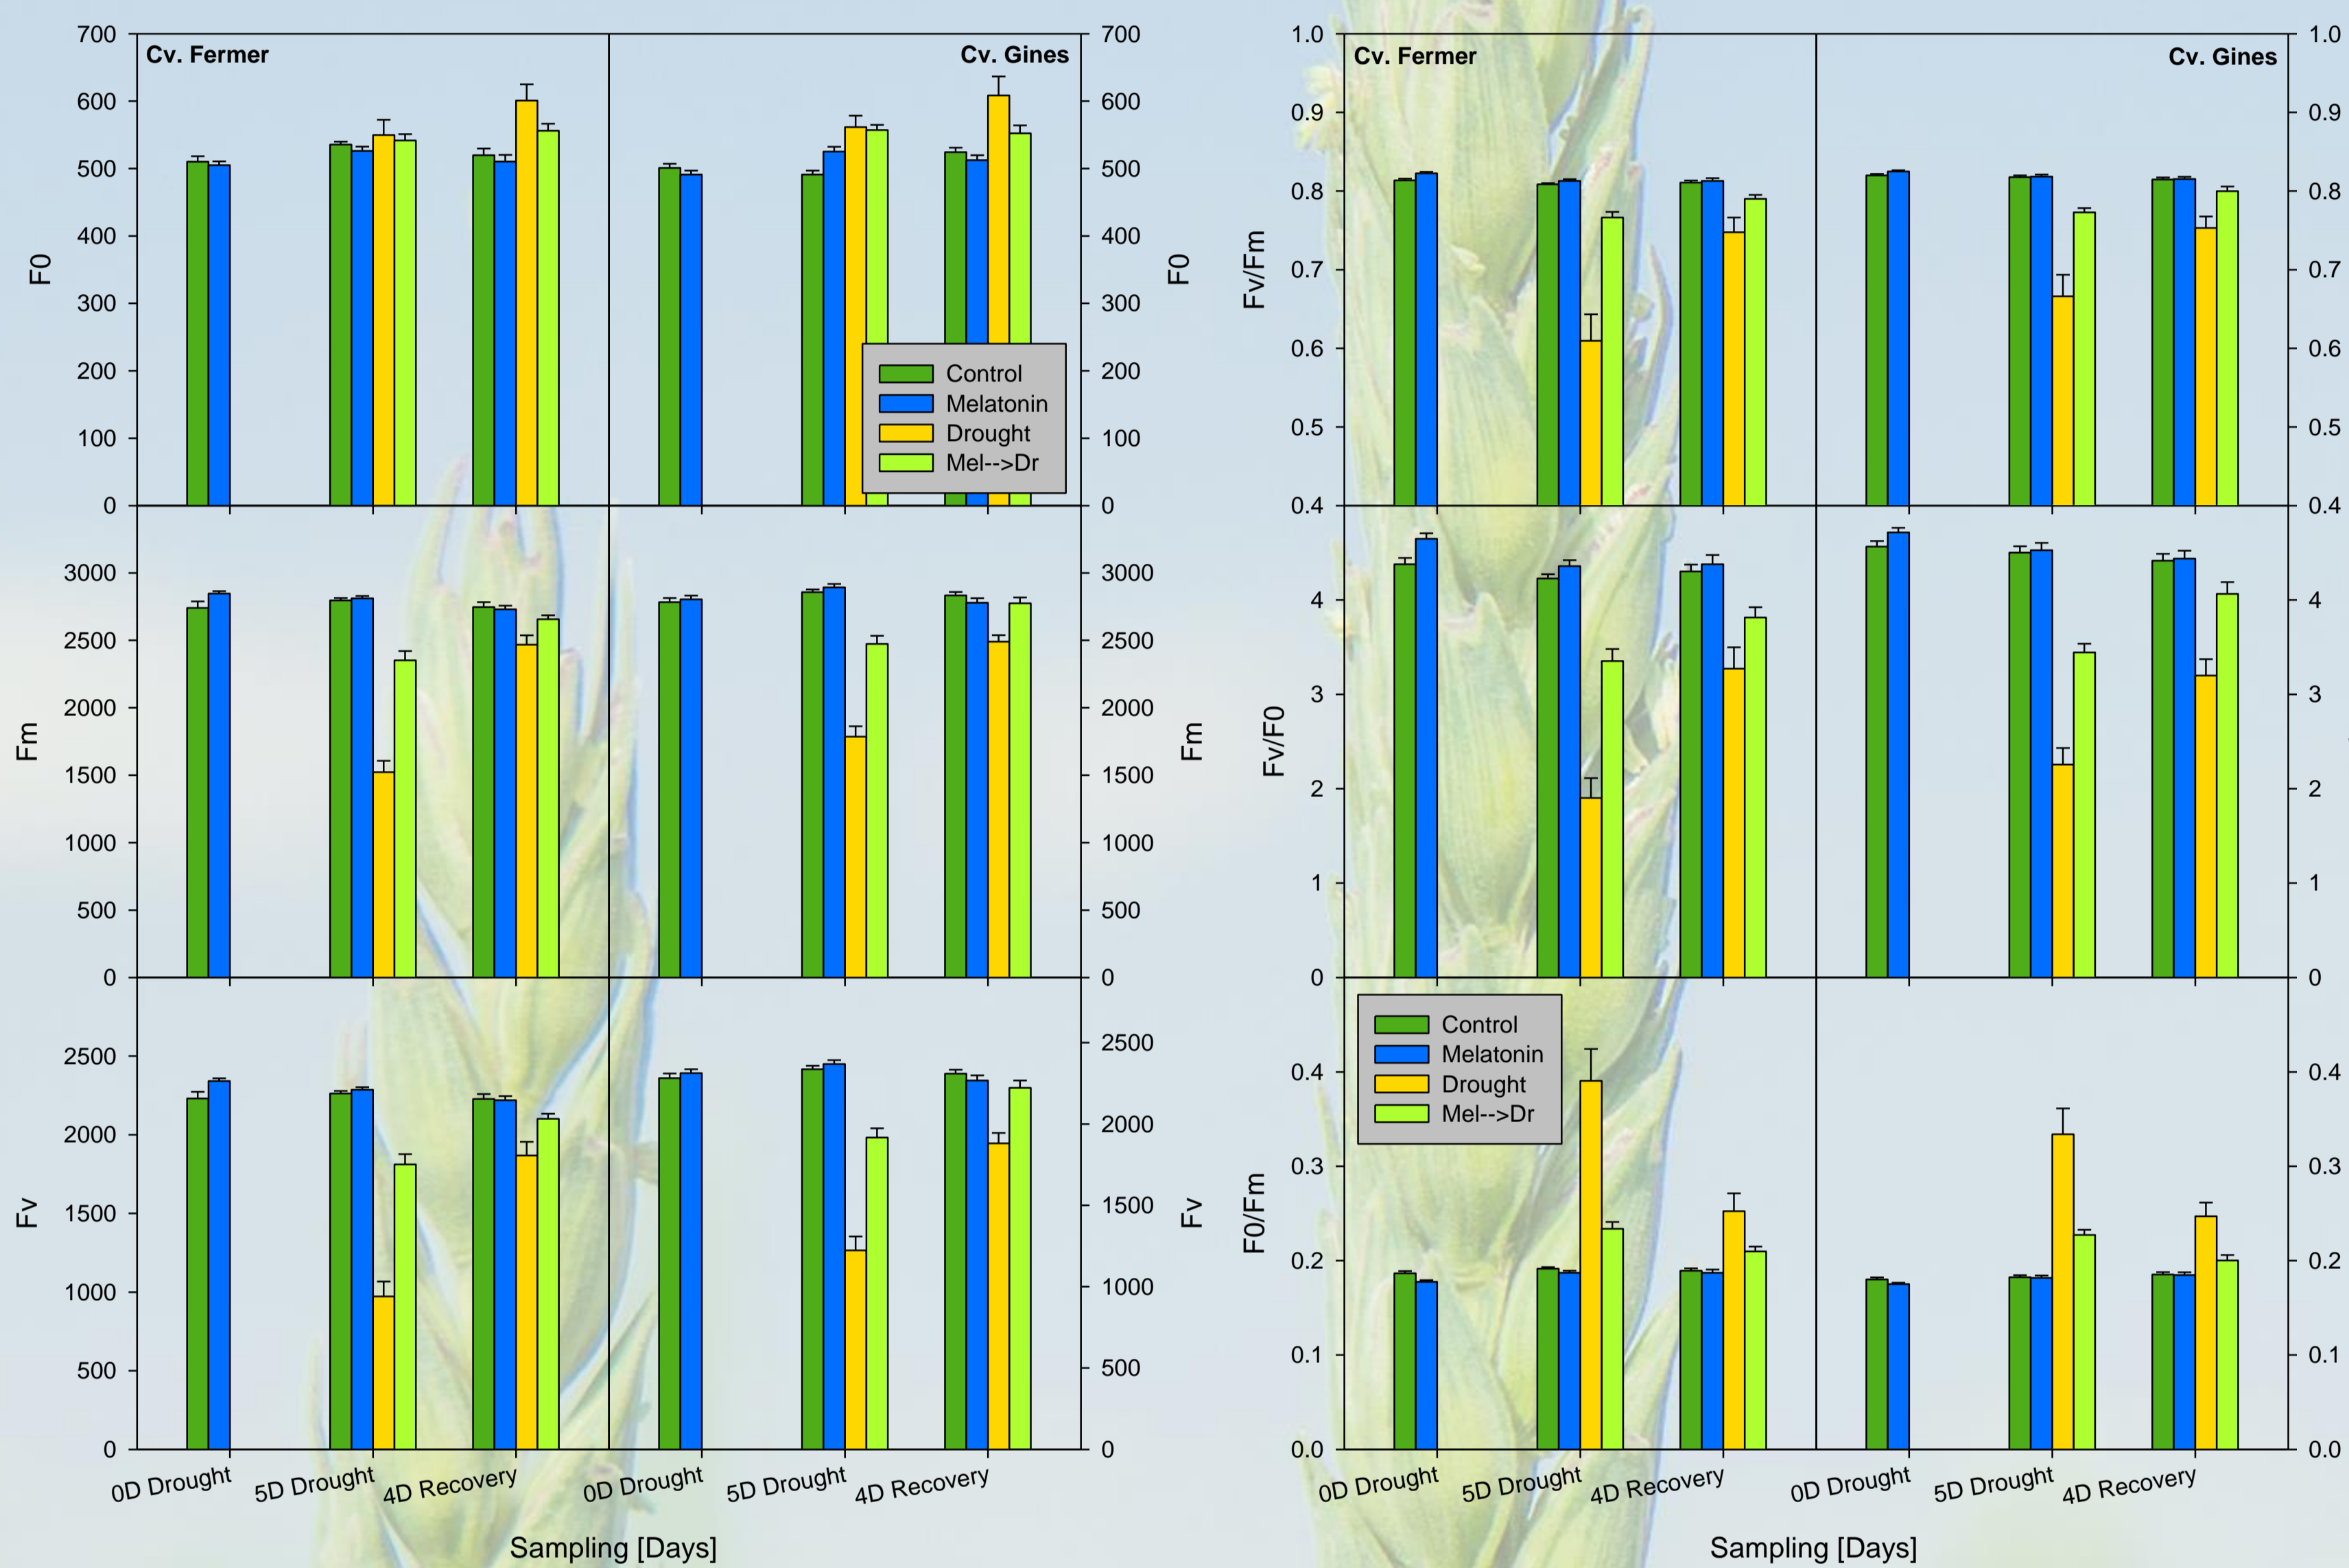 Cv. Fermer
Cv. Gines
700
600
500
400
300
200
100
0
F0
700
600
500
400
300
200
100
0
F0
Control
Melatonin
Drought
Mel-->Dr
3000
2500
2000
1500
1000
500
0
Fm
3000
2500
2000
1500
1000
500
0
Fm
2500
2000
1500
1000
500
0
Fv
2500
2000
1500
1000
500
0
Fv
0D Drought
5D Drought
4D Recovery
0D Drought
5D Drought
4D Recovery
Sampling [Days]
Cv. Fermer
Cv. Gines
1.0
0.9
0.8
0.7
0.6
0.5
0.4
Fv/Fm
1.0
0.9
0.8
0.7
0.6
0.5
0.4
4
3
2
1
0
Fv/F0
4
3
2
1
0
Control
Melatonin
Drought
Mel-->Dr
0.4
0.3
0.2
0.1
0.0
F0/Fm
0.4
0.3
0.2
0.1
0.0
0D Drought
5D Drought
4D Recovery
0D Drought
5D Drought
4D Recovery
Sampling [Days]